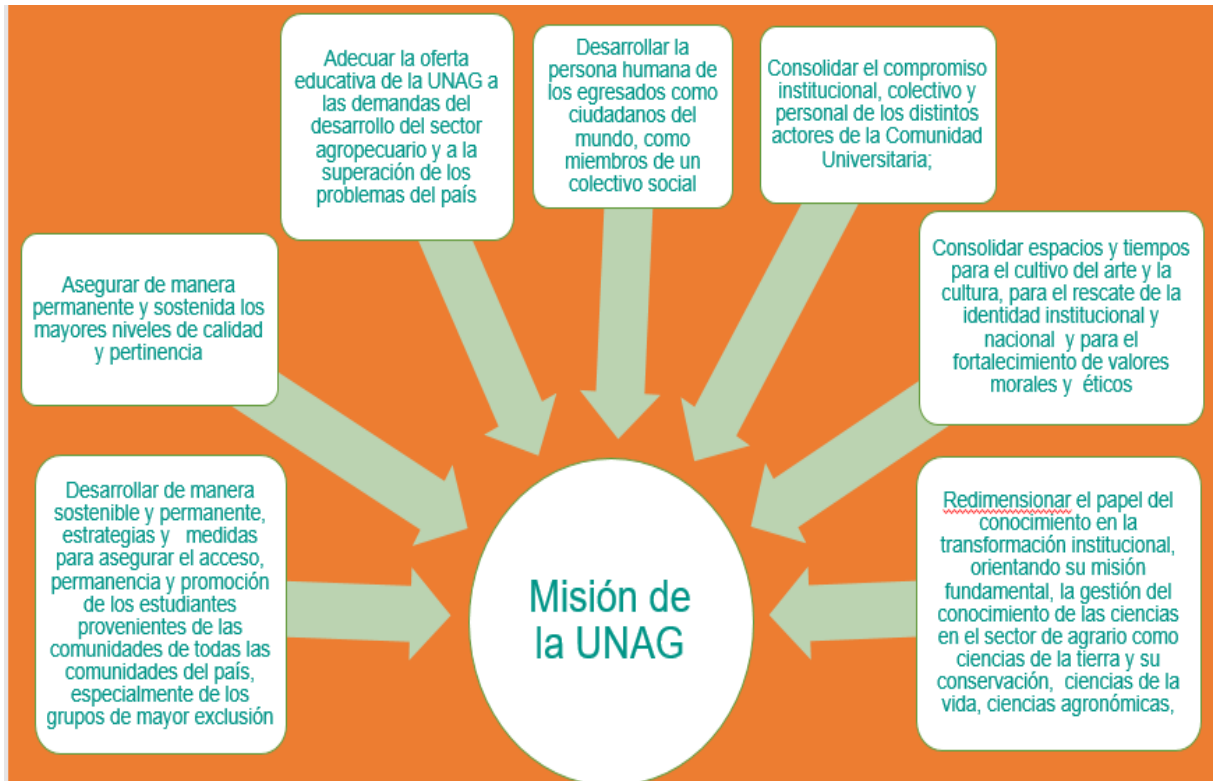 Adecuar la oferta
educativa de la UNAG a
las demandas del
desarrollo del sector
agropecuario y a la
superación de los
problemas del país
Desarrollar la
persona humana de
los egresados como
ciudadanos del
mundo, como
miembros de un
colectivo social
Consolidar el compromiso
institucional, colectivo y
personal de los distintos
actores de la Comunidad
Universitaria;
Asegurar de manera
permanente y sostenida los
mayores niveles de calidad
y pertinencia
Consolidar espacios y tiempos
para el cultivo del arte y la
cultura, para el rescate de la
identidad institucional y
nacional y para el
fortalecimiento de valores
morales y éticos
Desarrollar de manera
sostenible y permanente,
estrategias y medidas
para asegurar el acceso,
permanencia y promoción
de los estudiantes
provenientes de las
comunidades de todas las
comunidades del país,
especialmente de los
grupos de mayor exclusión
Misión de
la UNAG
Redimensionar el papel del
conocimiento en la
transformación institucional,
orientando su misión
fundamental, la gestión del
conocimiento de las ciencias
en el sector de agrario como
ciencias de la tierra y su
conservación, ciencias de la
vida, ciencias agronómicas,